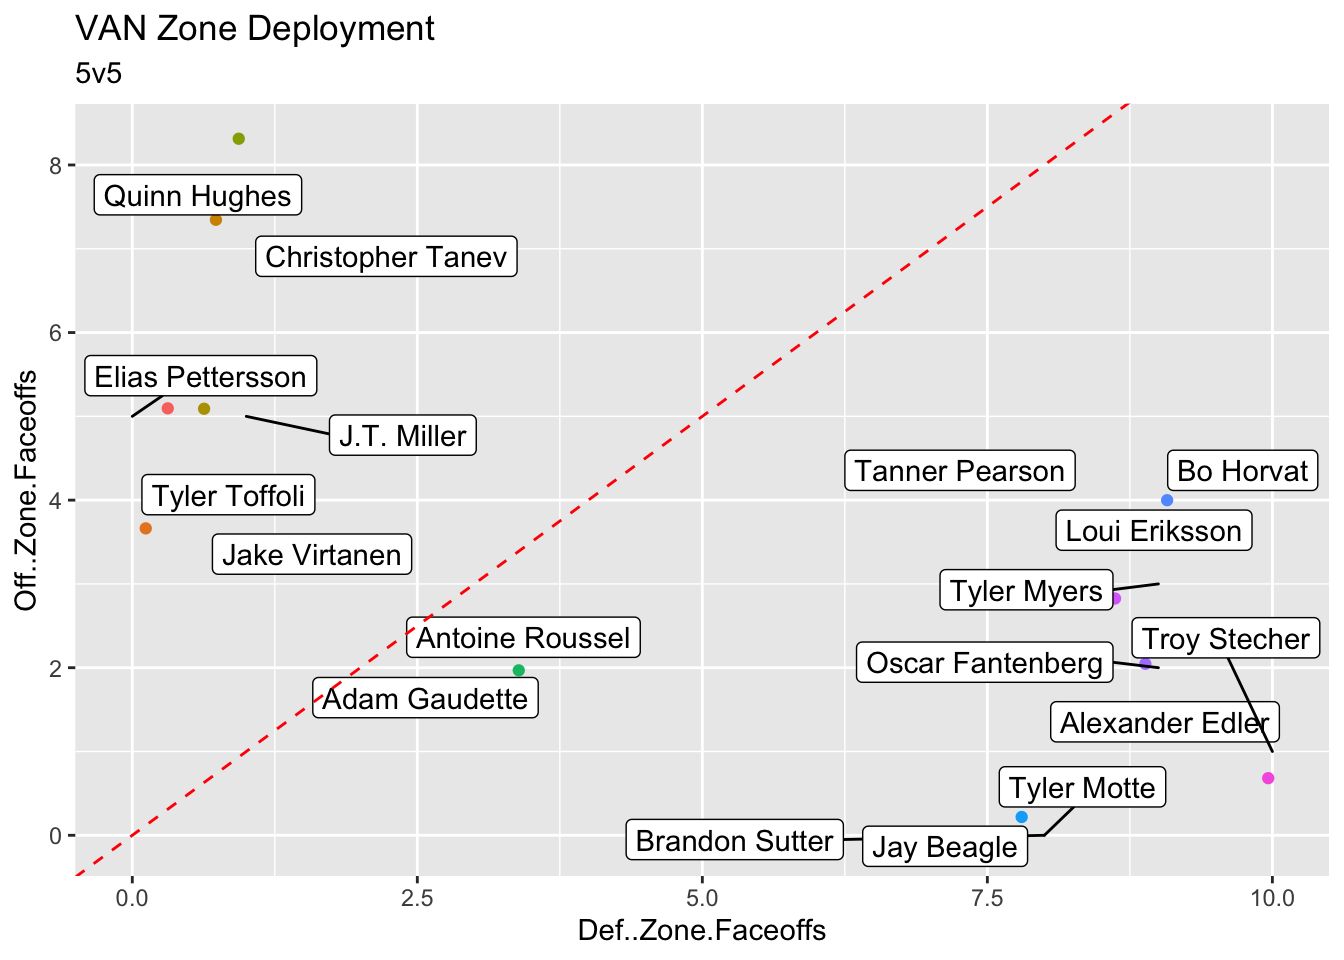 VAN Zone Deployment
5v5
Off..Zone.Faceoffs
8
6
4
2
0
Quinn Hughes
Christopher Tanev
Elias Pettersson
J.T. Miller
Tanner Pearson
Bo Horvat
Tyler Toffoli
Loui Eriksson
Jake Virtanen
Tyler Myers
Antoine Roussel
Troy Stecher
Oscar Fantenberg
Adam Gaudette
Alexander Edler
Tyler Motte
Brandon Sutter
Jay Beagle
0.0 2.5 5.0 7.5 10.0
Def..Zone.Faceoffs